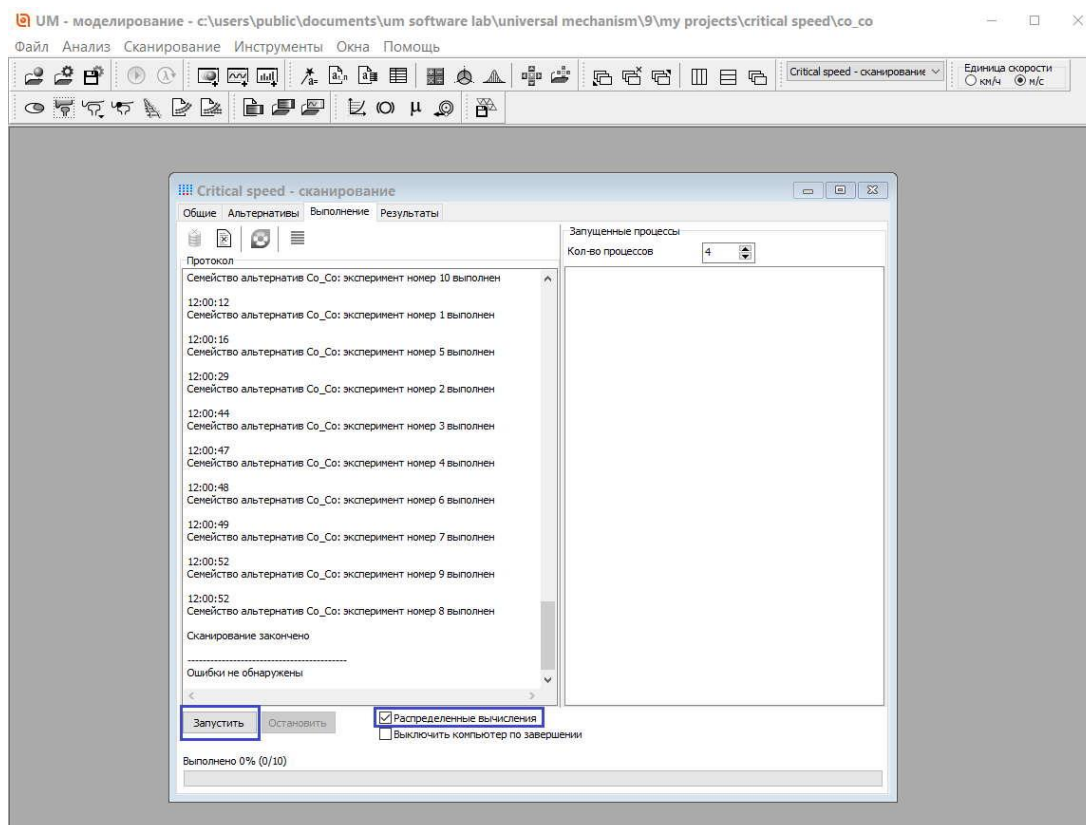 UM - моделирование - c:\users\public\documents\um software lab\universal mechanism\9\my projects\critical speed\co_co
Файл Анализ Сканирование Инструменты Окна Помощь
Critical speed - сканирование
Единица скорости
км/ч м/с
Critical speed - сканирование
Общие Альтернативы Выполнение Результаты
Запущенные процессы
Кол-во процессов 4
Протокол
Семейство альтернатив Co_Co: эксперимент номер 10 выполнен
12:00:12
Семейство альтернатив Co_Co: эксперимент номер 1 выполнен
12:00:16
Семейство альтернатив Co_Co: эксперимент номер 5 выполнен
12:00:29
Семейство альтернатив Co_Co: эксперимент номер 2 выполнен
12:00:44
Семейство альтернатив Co_Co: эксперимент номер 3 выполнен
12:00:47
Семейство альтернатив Co_Co: эксперимент номер 4 выполнен
12:00:48
Семейство альтернатив Co_Co: эксперимент номер 6 выполнен
12:00:49
Семейство альтернатив Co_Co: эксперимент номер 7 выполнен
12:00:52
Семейство альтернатив Co_Co: эксперимент номер 9 выполнен
12:00:52
Семейство альтернатив Co_Co: эксперимент номер 8 выполнен
Сканирование закончено
------------------------------------------
Ошибки не обнаружены
Запустить Остановить Распределенные вычисления
Выключить компьютер по завершении
Выполнено 0% (0/10)